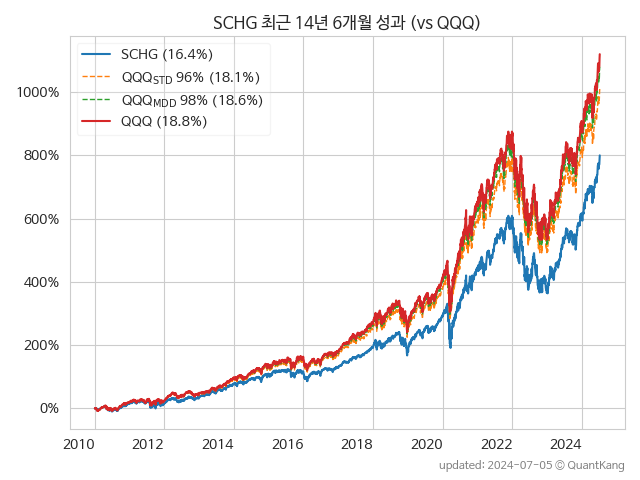 SCHG 최근 14년 6개월 성과 (vs QQQ)
SCHG (16.4%)
QQQSTD 96% (18.1%)
QQQMDD 98% (18.6%)
QQQ (18.8%)
1000%
800%
600%
400%
200%
0%
2010 2012 2014 2016 2018 2020 2022 2024
updated: 2024-07-05 © QuantKang